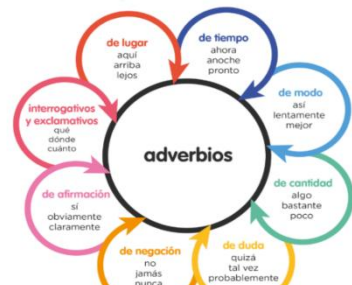 de lugar
aquí
arriba
lejos
de tiempo
ahora
anoche
pronto
de modo
así
lentamente
mejor
de cantidad
algo
bastante
poco
de duda
quizá
tal vez
probablemente
de negación
no
jamás
nunca
de afirmación
sí
obviamente
claramente
interrogativos
y exclamativos
qué
dónde
cuánto
adverbios